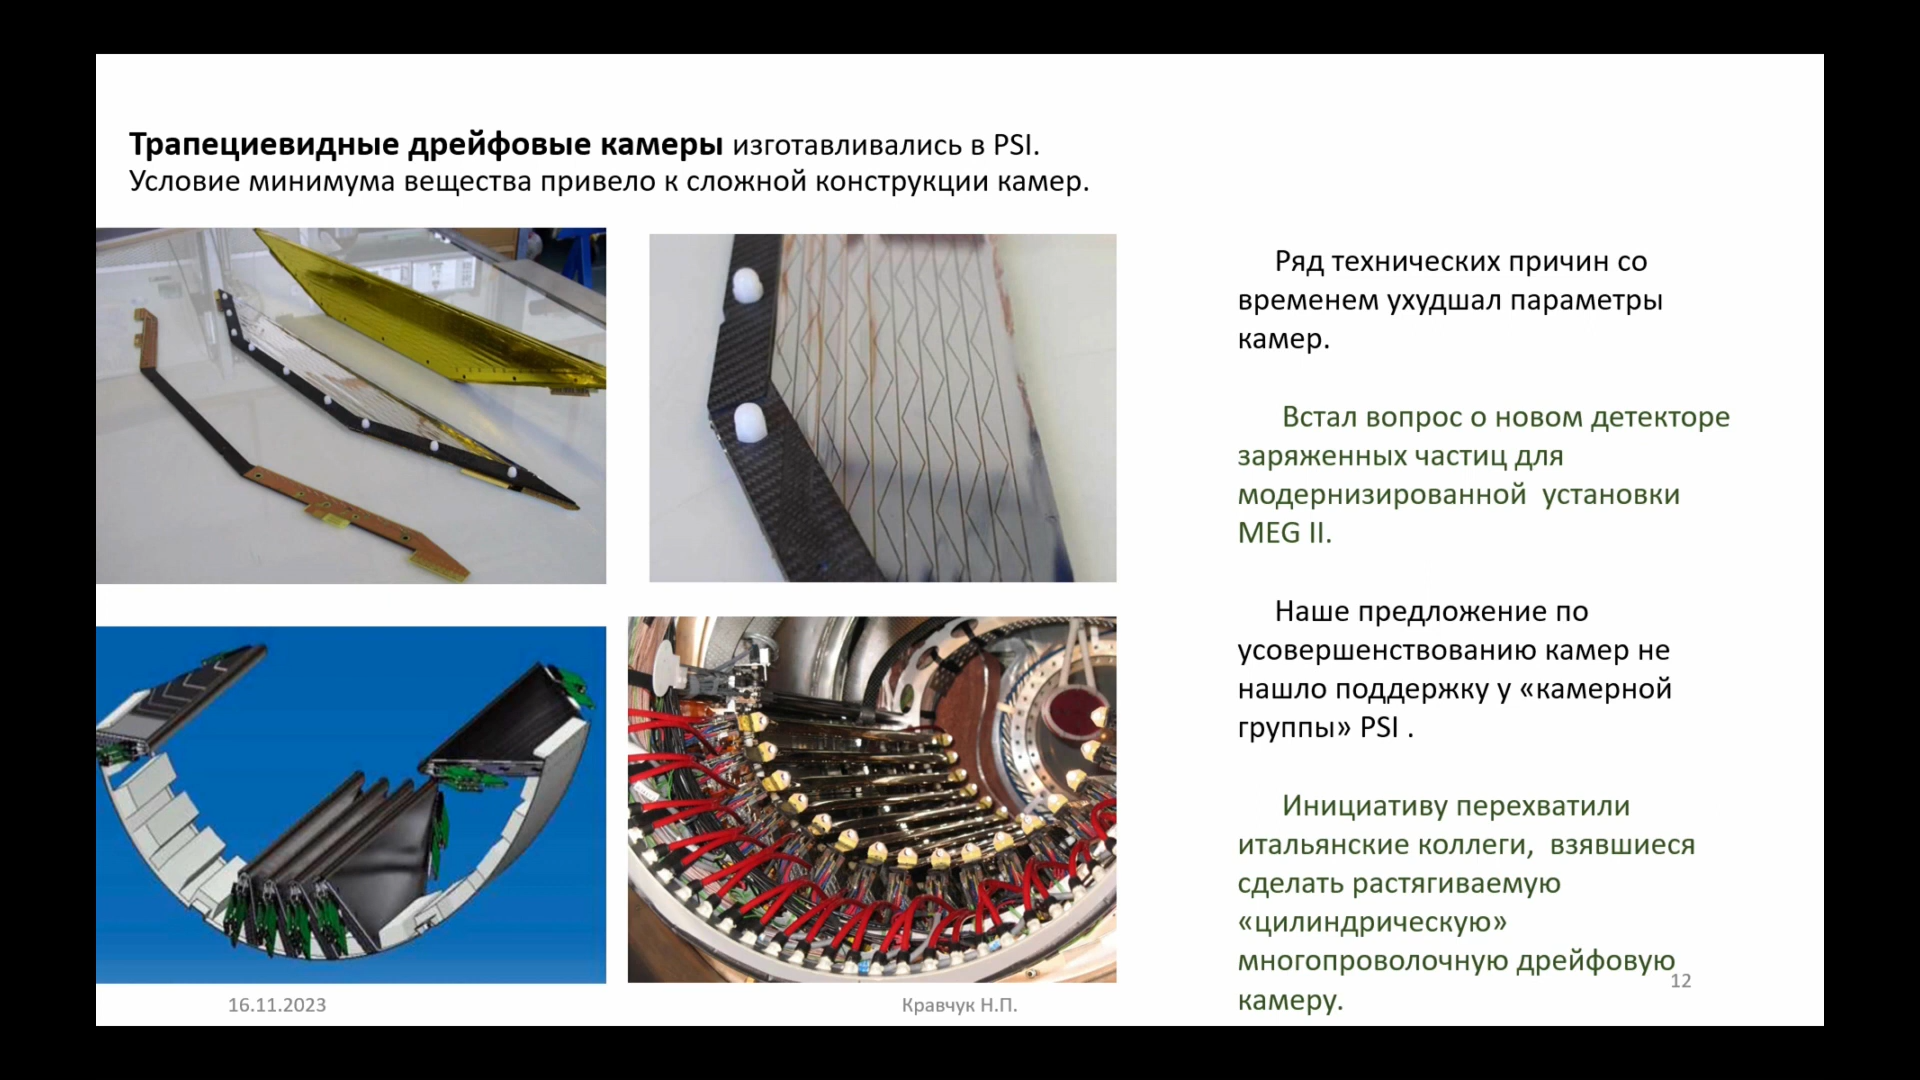 Трапециевидные дрейфовые камеры изготавливались в PSI.
Условие минимума вещества привело к сложной конструкции камер.
Ряд технических причин со
временем ухудшал параметры
камер.
Встал вопрос о новом детекторе
заряженных частиц для
модернизированной установки
MEG II.
Наше предложение по
усовершенствованию камер не
нашло поддержку у «камерной
группы» PSI .
Инициативу перехватили
итальянские коллеги, взявшиеся
сделать растягиваемую
«цилиндрическую»
многопроволочную дрейфовую
камеру.
12
16.11.2023
Кравчук Н.П.